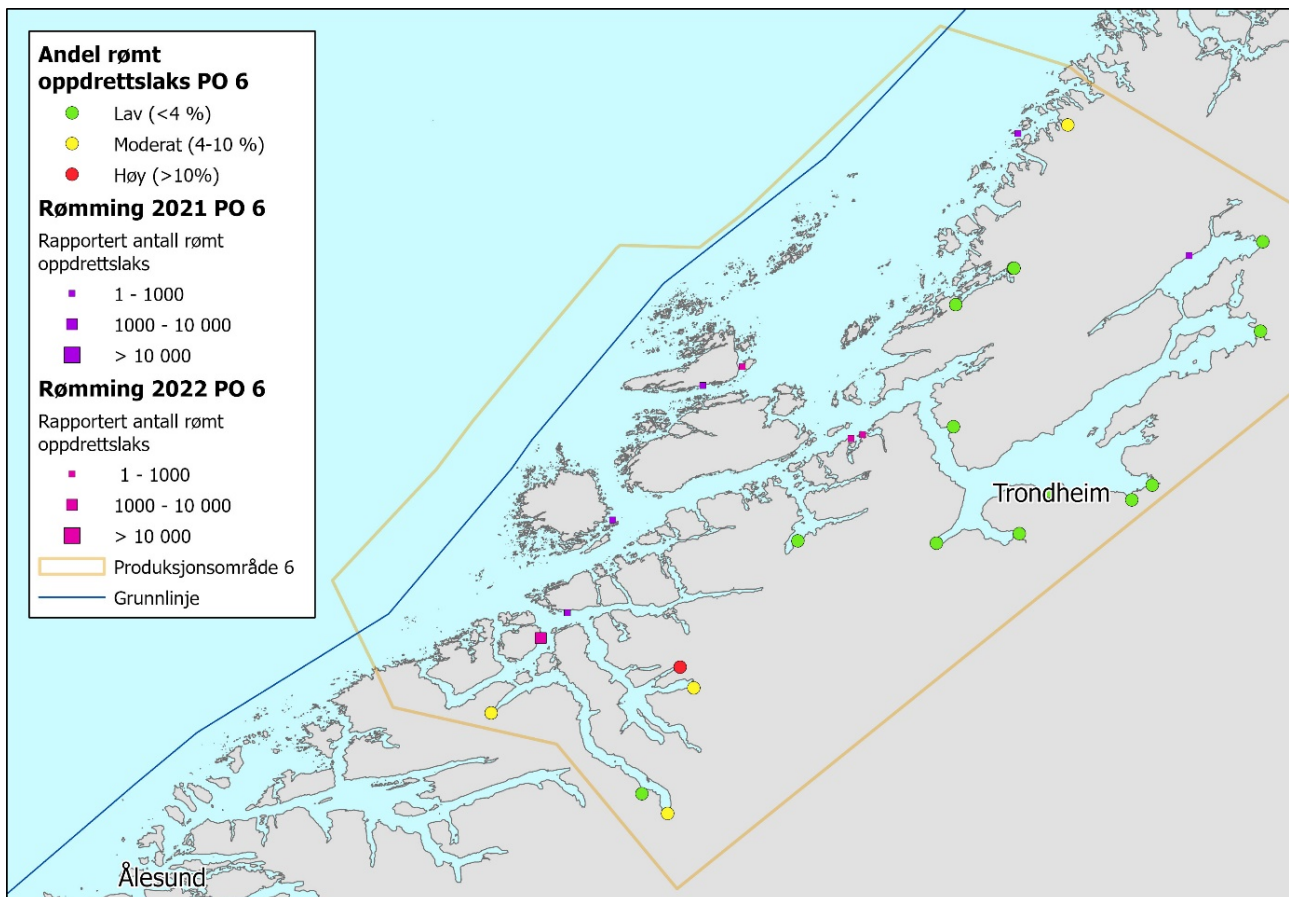 Andel rømt
oppdrettslaks PO 6
Lav (<4 %)
Moderat (4-10 %)
Høy (>10%)
Rømming 2021 PO 6
Rapportert antall rømt
oppdrettslaks
1 - 1000
1000 - 10 000
> 10 000
Rømming 2022 PO 6
Rapportert antall rømt
oppdrettslaks
1 - 1000
1000 - 10 000
> 10 000
Produksjonsområde 6
Grunnlinje
Trondheim
Ålesund